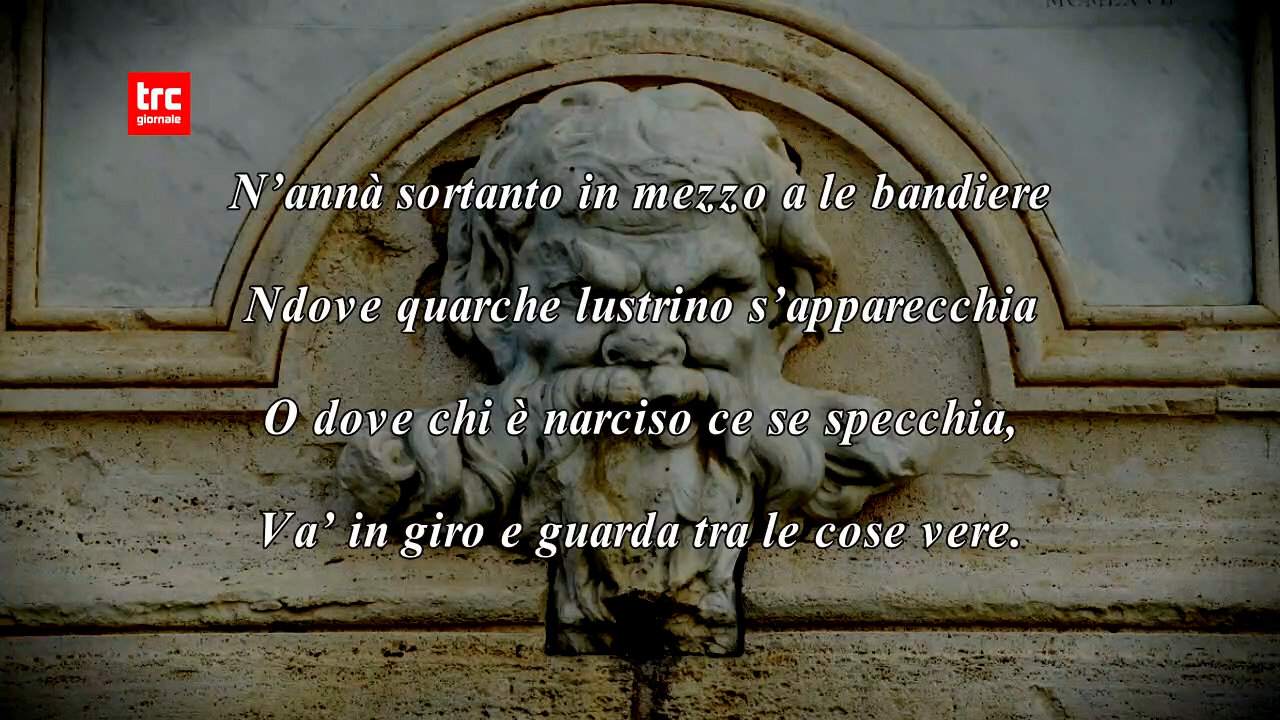 MCMLXVII
trc
giornale
N’annà sortanto in mezzo a le bandiere
Ndove quarche lustrino s’apparecchia
O dove chi è narciso ce se specchia,
Va’ in giro e guarda tra le cose vere.